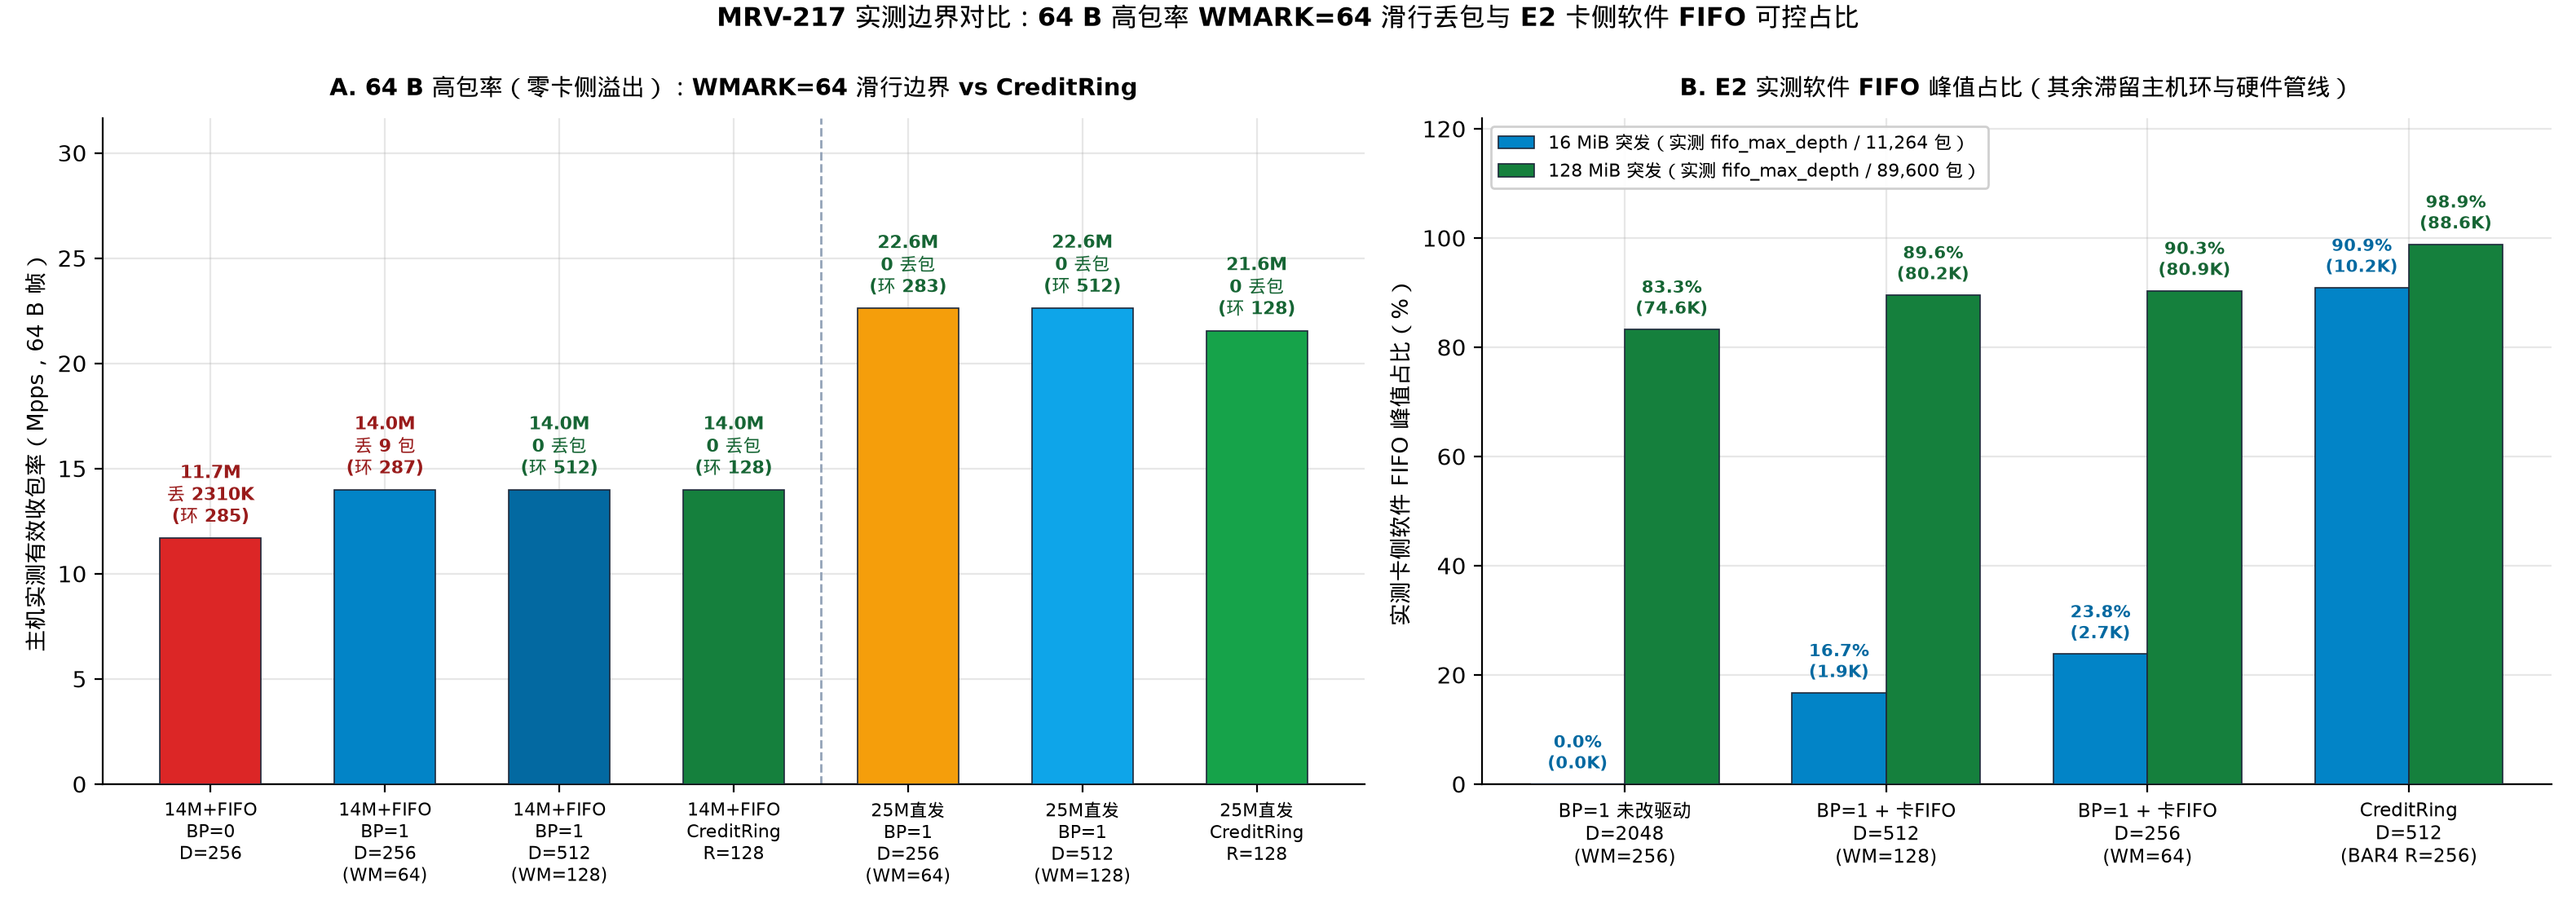 MRV-217 实测边界对比：64 B 高包率 WMARK=64 滑行丢包与 E2 卡侧软件 FIFO 可控占比
A. 64 B 高包率（零卡侧溢出）：WMARK=64 滑行边界 vs CreditRing
主机实测有效收包率（Mpps，64 B 帧）
30
25
20
15
10
5
0
11.7M
丢 2310K
(环 285)
14.0M
丢 9 包
(环 287)
14.0M
0 丢包
(环 512)
14.0M
0 丢包
(环 128)
22.6M
0 丢包
(环 283)
22.6M
0 丢包
(环 512)
21.6M
0 丢包
(环 128)
14M+FIFO
BP=0
D=256
14M+FIFO
BP=1
D=256
(WM=64)
14M+FIFO
BP=1
D=512
(WM=128)
14M+FIFO
CreditRing
R=128
25M直发
BP=1
D=256
(WM=64)
25M直发
BP=1
D=512
(WM=128)
25M直发
CreditRing
R=128
B. E2 实测软件 FIFO 峰值占比（其余滞留主机环与硬件管线）
实测卡侧软件 FIFO 峰值占比（%）
120
100
80
60
40
20
0
16 MiB 突发（实测 fifo_max_depth / 11,264 包）
128 MiB 突发（实测 fifo_max_depth / 89,600 包）
0.0%
(0.0K)
83.3%
(74.6K)
16.7%
(1.9K)
89.6%
(80.2K)
23.8%
(2.7K)
90.3%
(80.9K)
90.9%
(10.2K)
98.9%
(88.6K)
BP=1 未改驱动
D=2048
(WM=256)
BP=1 + 卡FIFO
D=512
(WM=128)
BP=1 + 卡FIFO
D=256
(WM=64)
CreditRing
D=512
(BAR4 R=256)